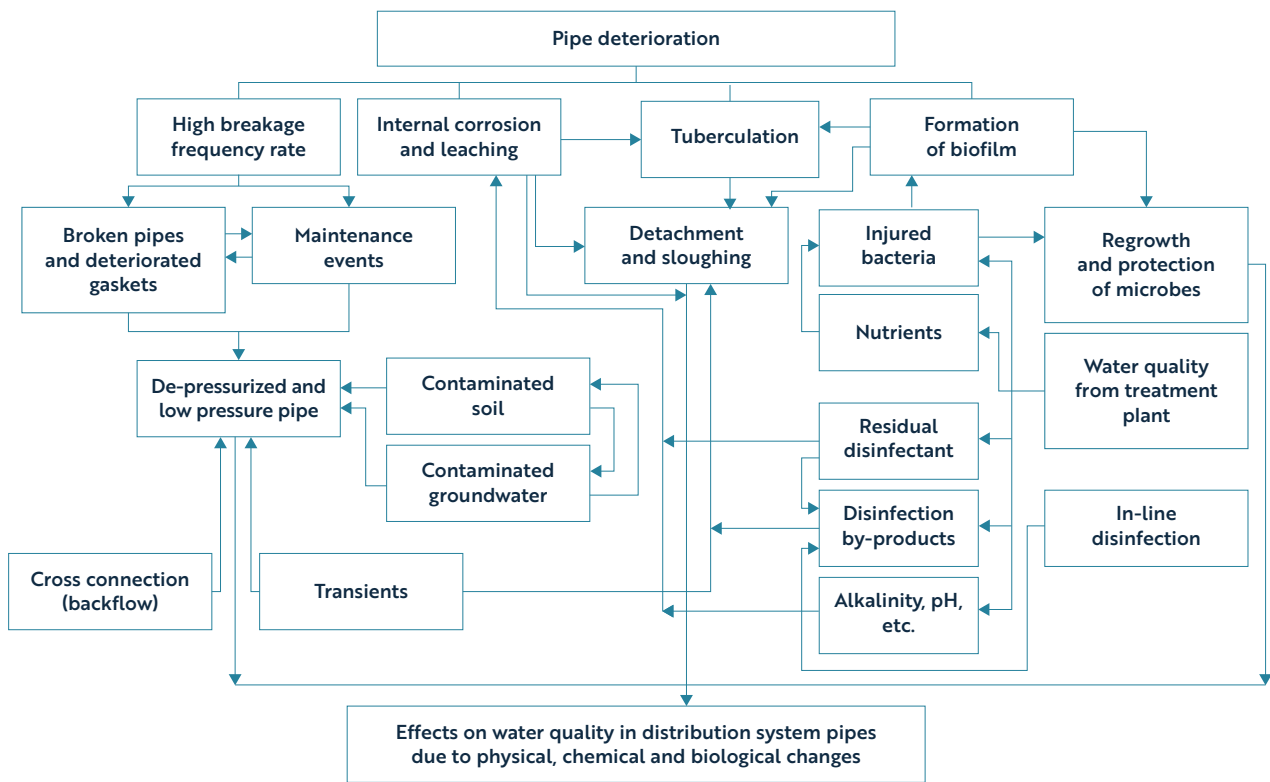 Pipe deterioration
High breakage
frequency rate
Internal corrosion
and leaching
Tuberculation
Formation
of biofilm
Broken pipes
and deteriorated
gaskets
Maintenance
events
Detachment
and sloughing
Injured
bacteria
Regrowth
and protection
of microbes
Nutrients
Water quality
from treatment
plant
De-pressurized and
low pressure pipe
Contaminated
soil
Residual
disinfectant
Contaminated
groundwater
Disinfection
by-products
In-line
disinfection
Cross connection
(backflow)
Transients
Alkalinity, pH,
etc.
Effects on water quality in distribution system pipes
due to physical, chemical and biological changes